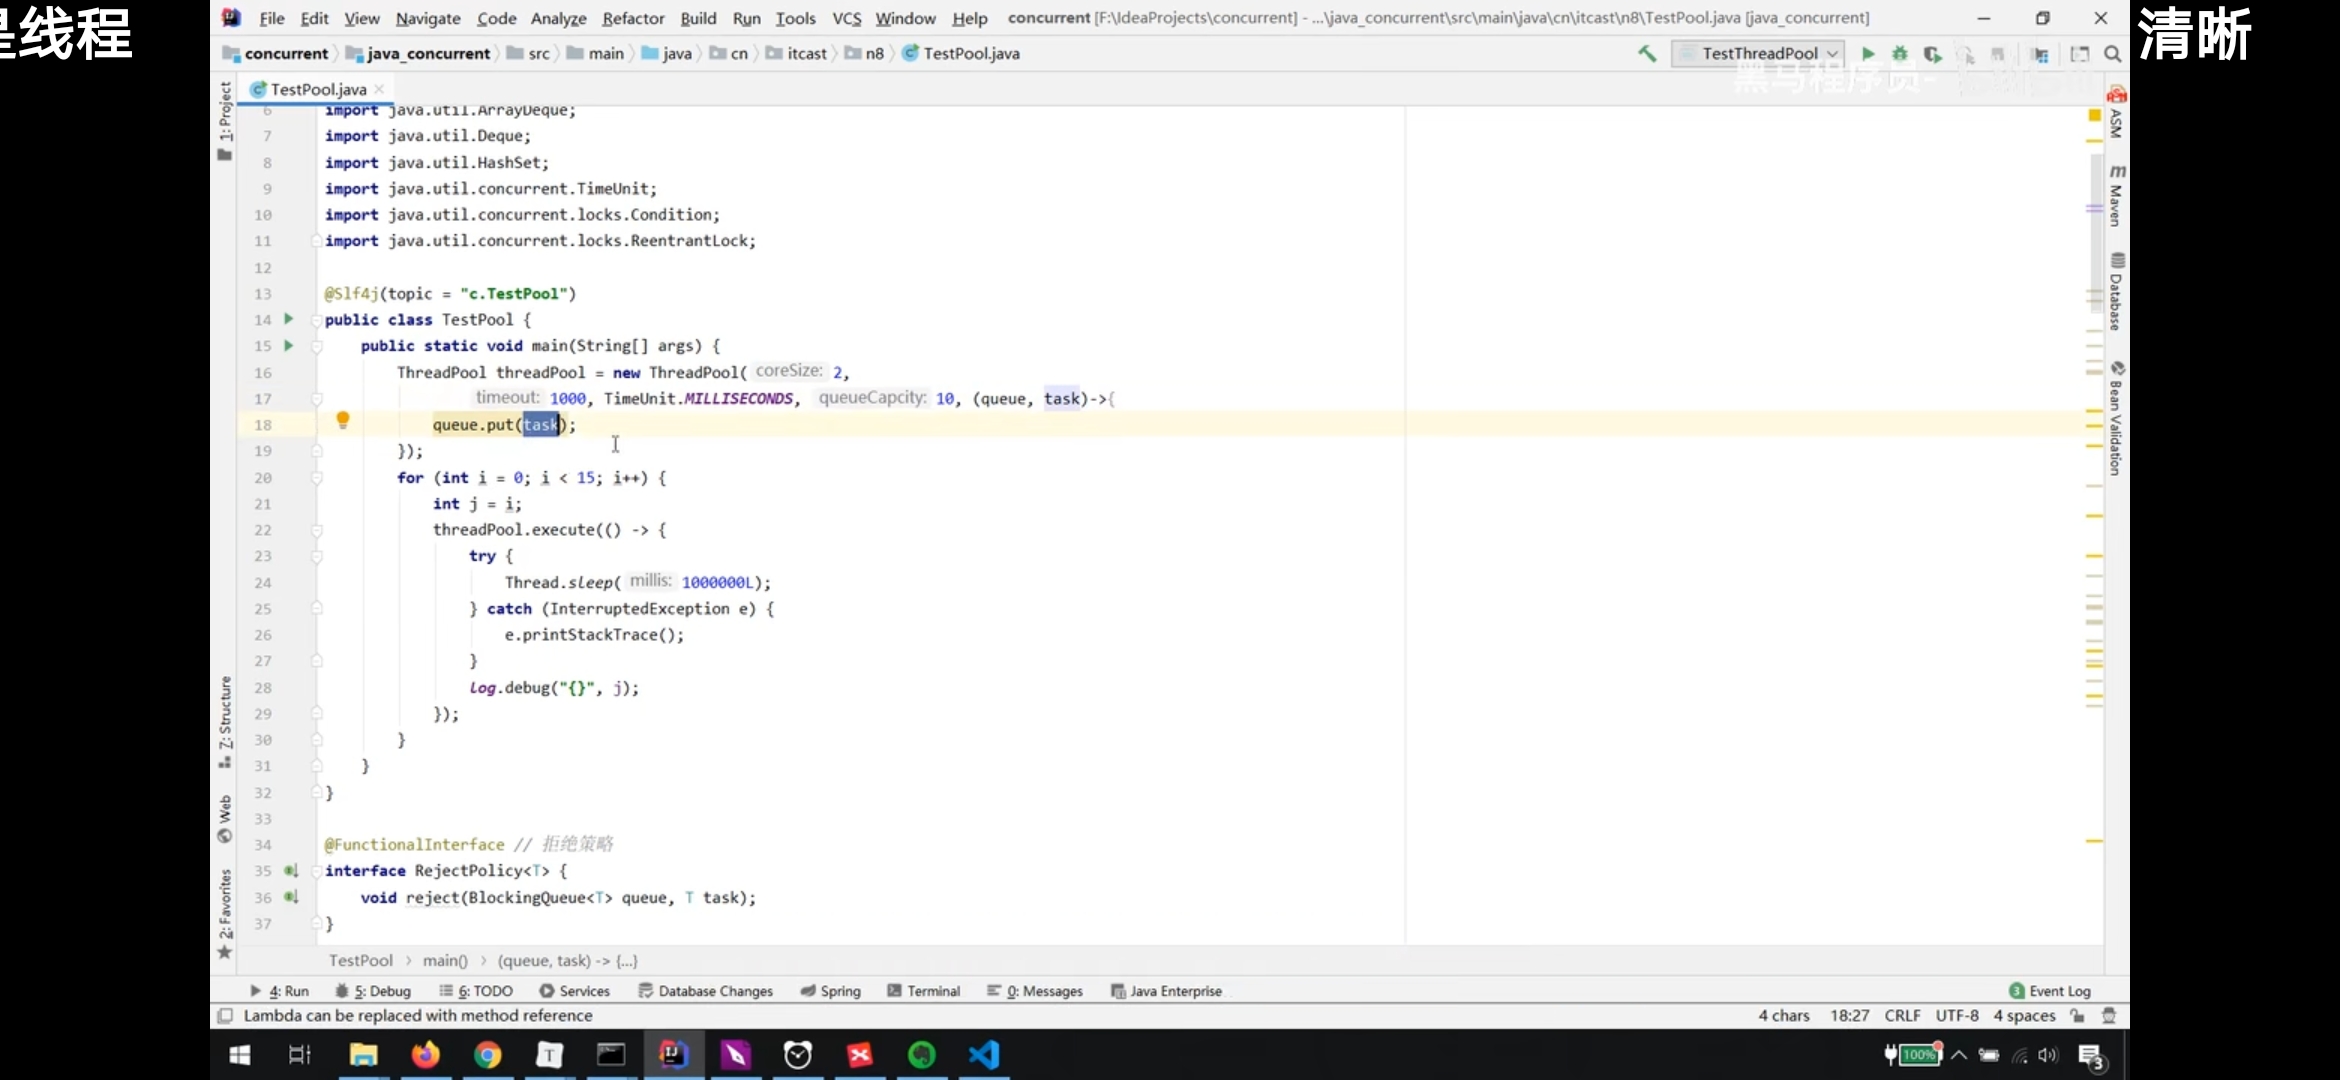 是线程
清晰
File Edit View Navigate Code Analyze Refactor Build Run Tools VCS Window Help concurrent [F:\IdeaProjects\concurrent] - ...\java_concurrent\src\main\java\cn\itcast\n8\TestPool.java [java_concurrent]
concurrent java_concurrent src main java cn itcast n8 TestPool.java TestThreadPool
黑马程序员-
TestPool.java
1: Project
Z: Structure
Web
2: Favorites
ASM
Maven
Database
Bean Validation
6 import java.util.ArrayDeque;
7 import java.util.Deque;
8 import java.util.HashSet;
9 import java.util.concurrent.TimeUnit;
10 import java.util.concurrent.locks.Condition;
11 import java.util.concurrent.locks.ReentrantLock;
12
13 @Slf4j(topic = "c.TestPool")
14 public class TestPool {
15 public static void main(String[] args) {
16 ThreadPool threadPool = new ThreadPool( coreSize: 2,
17 timeout: 1000, TimeUnit.MILLISECONDS, queueCapcity: 10, (queue, task)->{
18 queue.put(task);
19 });
20 for (int i = 0; i < 15; i++) {
21 int j = i;
22 threadPool.execute(() -> {
23 try {
24 Thread.sleep( millis: 1000000L);
25 } catch (InterruptedException e) {
26 e.printStackTrace();
27 }
28 log.debug("{}", j);
29 });
30 }
31 }
32 }
33
34 @FunctionalInterface // 拒绝策略
35 interface RejectPolicy<T> {
36 void reject(BlockingQueue<T> queue, T task);
37 }
TestPool › main() › (queue, task) -> {...}
4: Run 5: Debug 6: TODO Services Database Changes Spring Terminal 0: Messages Java Enterprise 3 Event Log
Lambda can be replaced with method reference 4 chars 18:27 CRLF UTF-8 4 spaces
100% 3